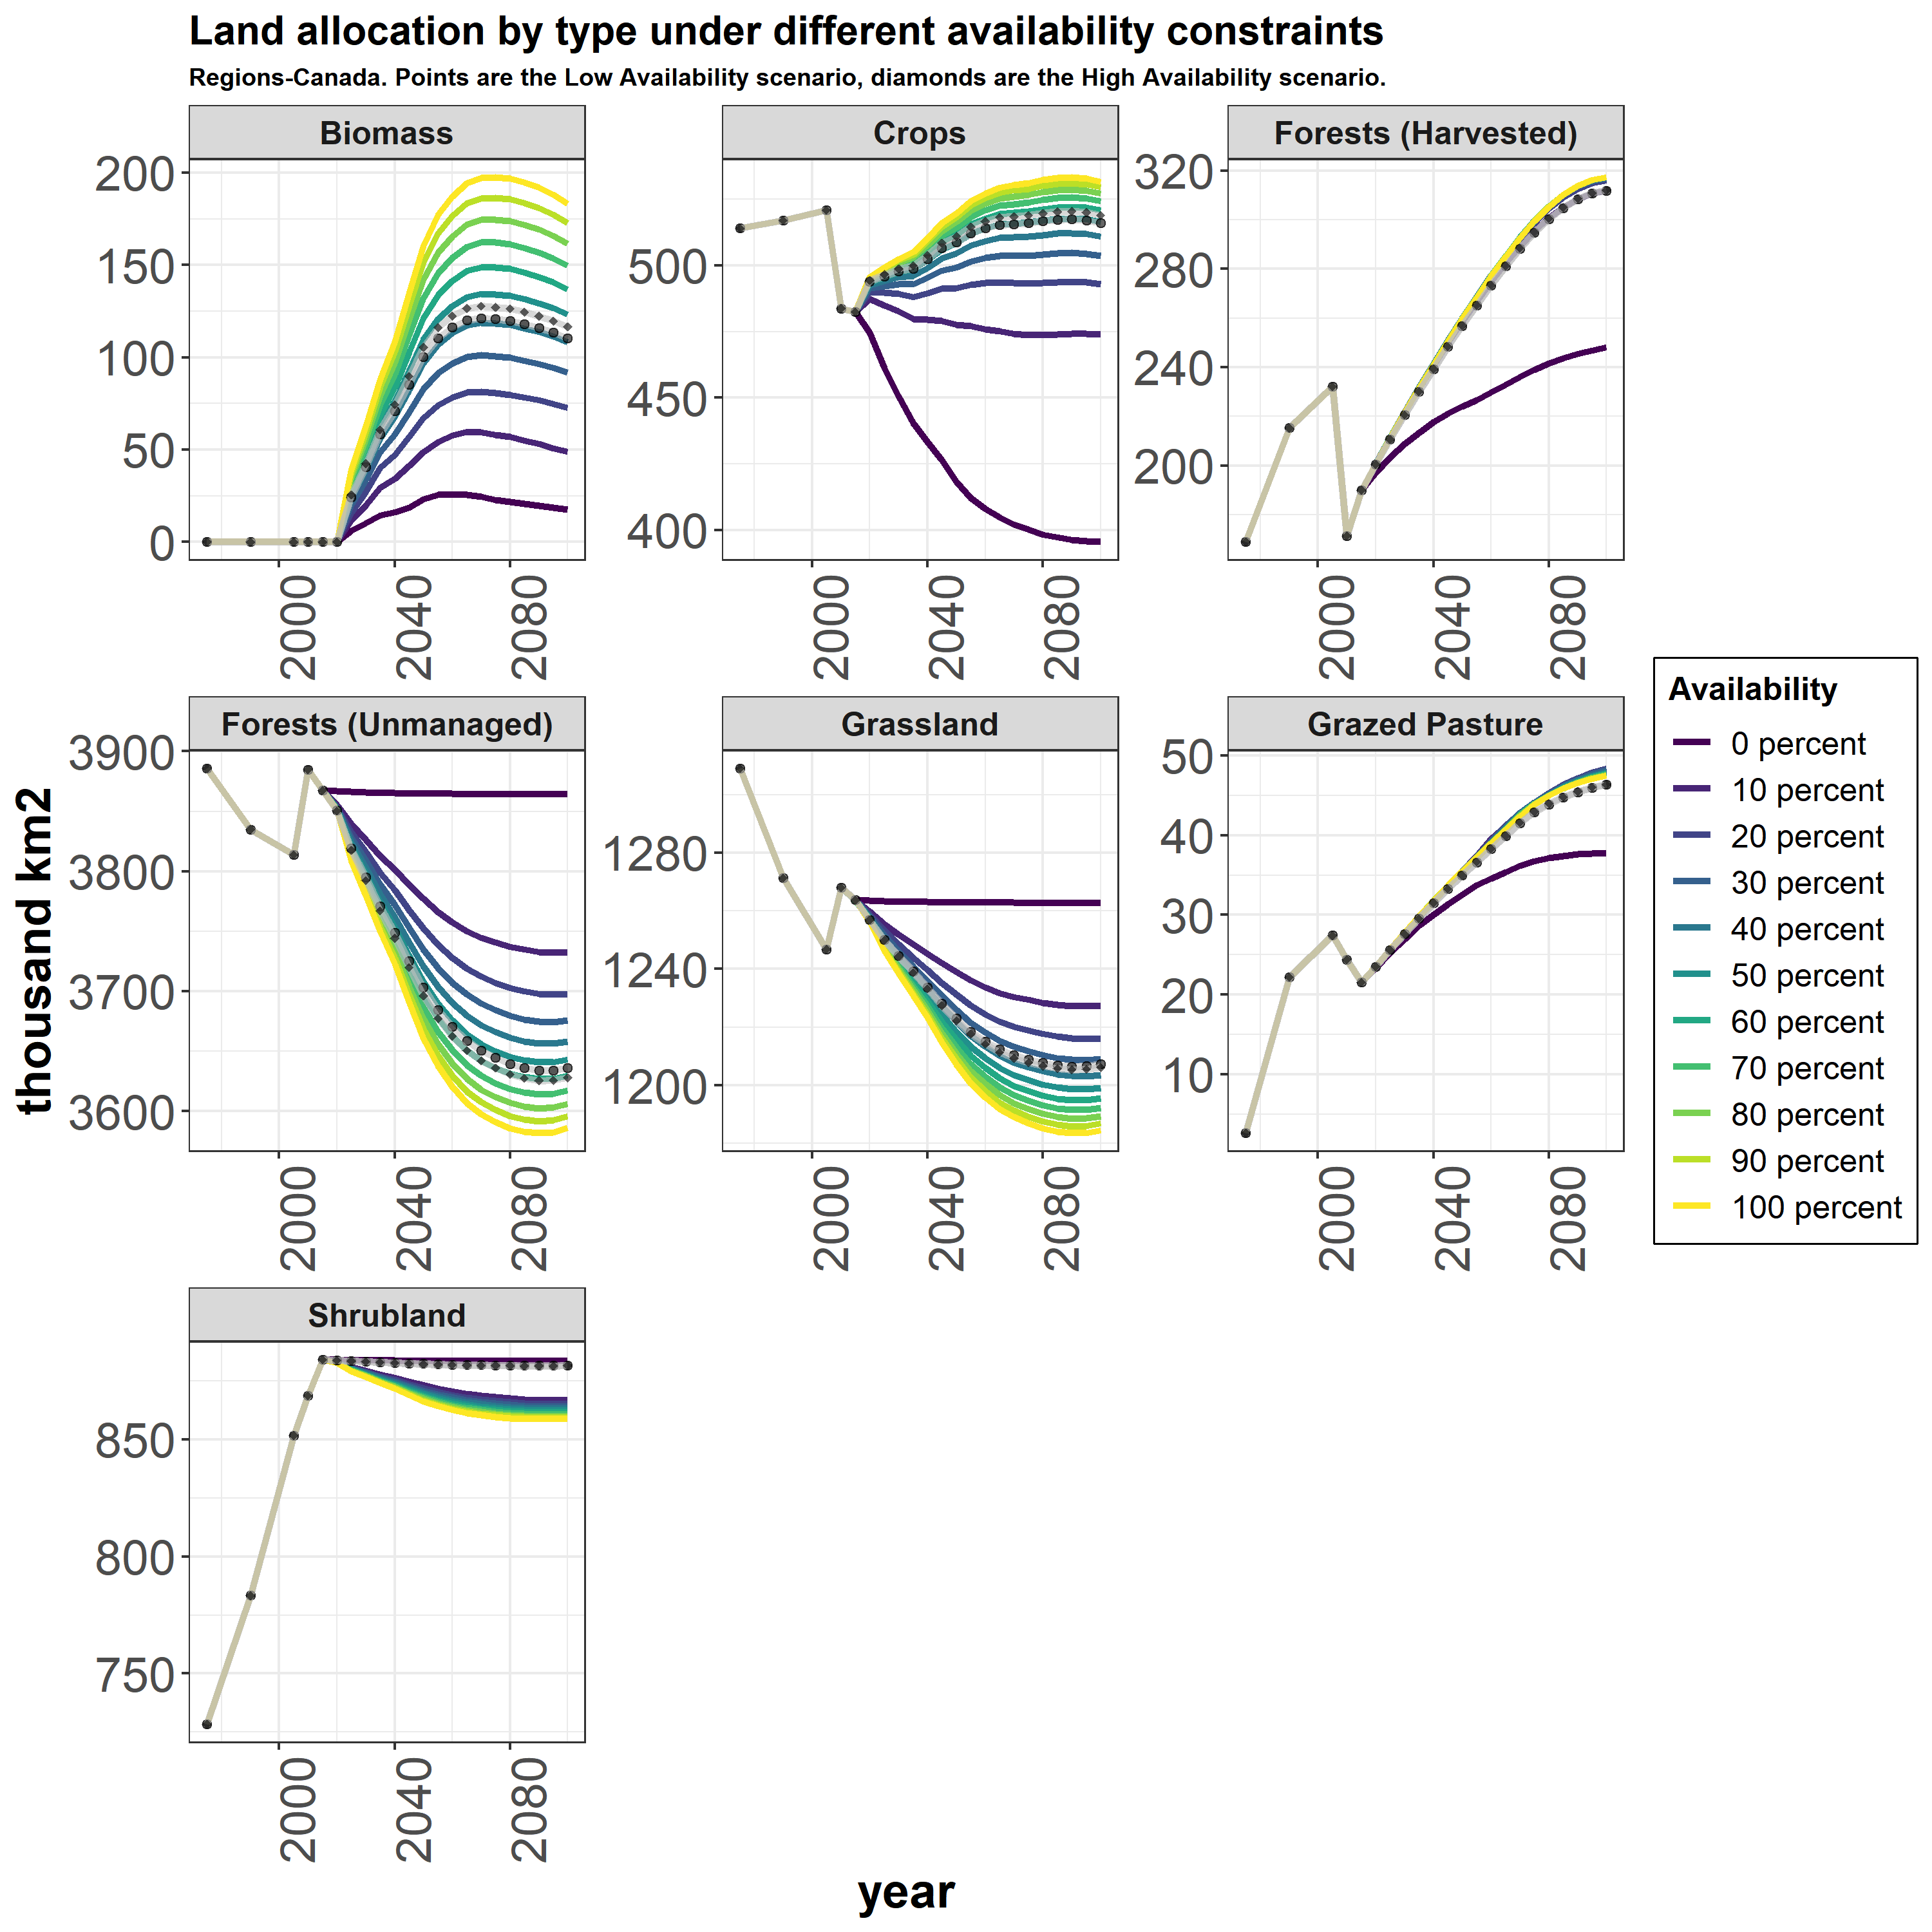 Land allocation by type under different availability constraints
Regions-Canada. Points are the Low Availability scenario, diamonds are the High Availability scenario.
Biomass
Crops
Forests (Harvested)
200
150
100
50
0
500
450
400
320
280
240
200
2000
2040
2080
2000
2040
2080
2000
2040
2080
Forests (Unmanaged)
Grassland
Grazed Pasture
3900
3800
3700
3600
1280
1240
1200
50
40
30
20
10
2000
2040
2080
2000
2040
2080
2000
2040
2080
Shrubland
850
800
750
2000
2040
2080
thousand km2
year
Availability
0 percent
10 percent
20 percent
30 percent
40 percent
50 percent
60 percent
70 percent
80 percent
90 percent
100 percent